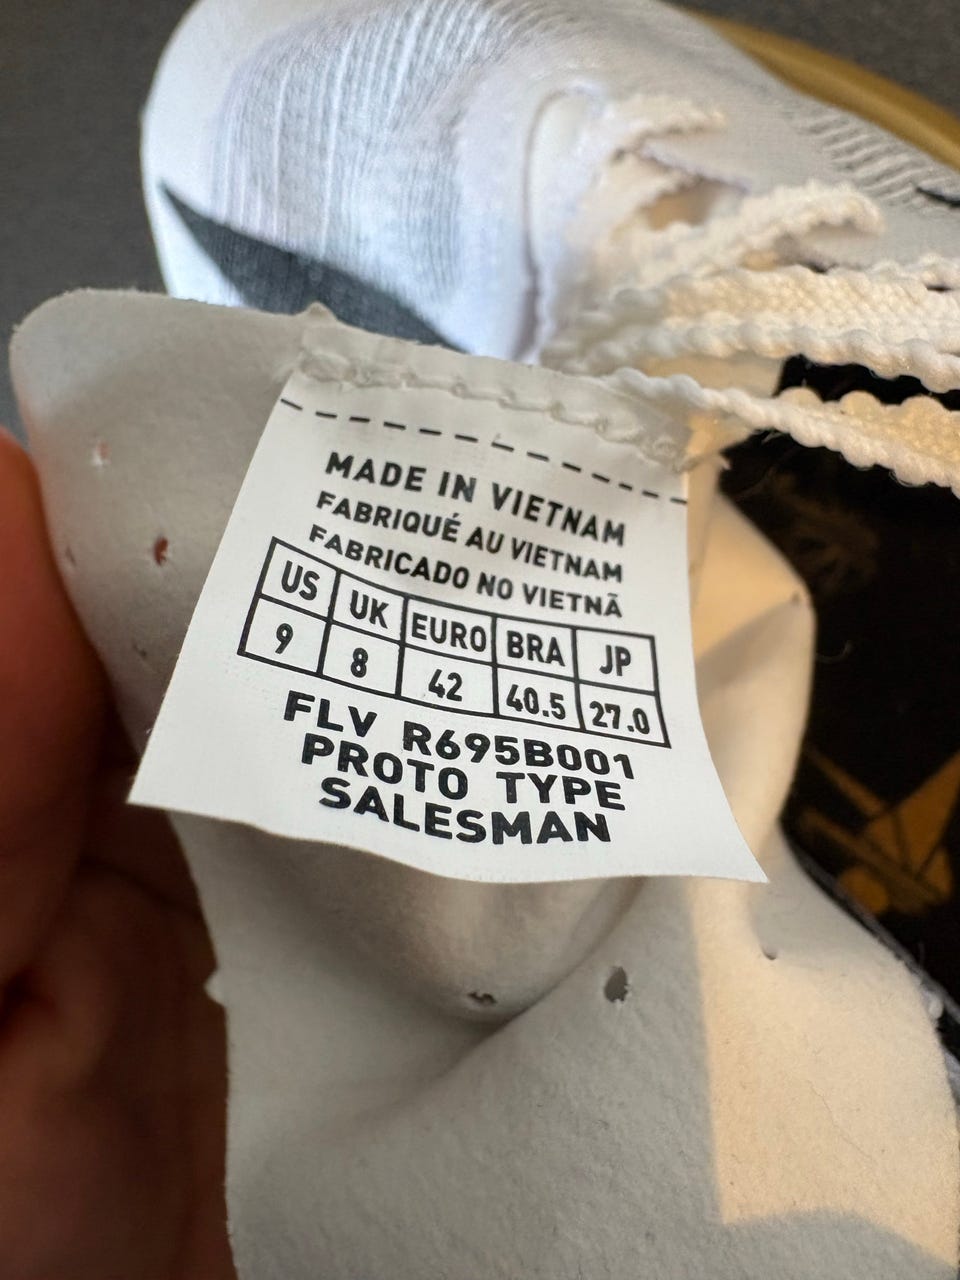 MADE IN VIETNAM
FABRIQUÉ AU VIETNAM
FABRICADO NO VIETNÃ
US UK EURO BRA JP
9 8 42 40.5 27.0
FLV R695B001
PROTO TYPE
SALESMAN